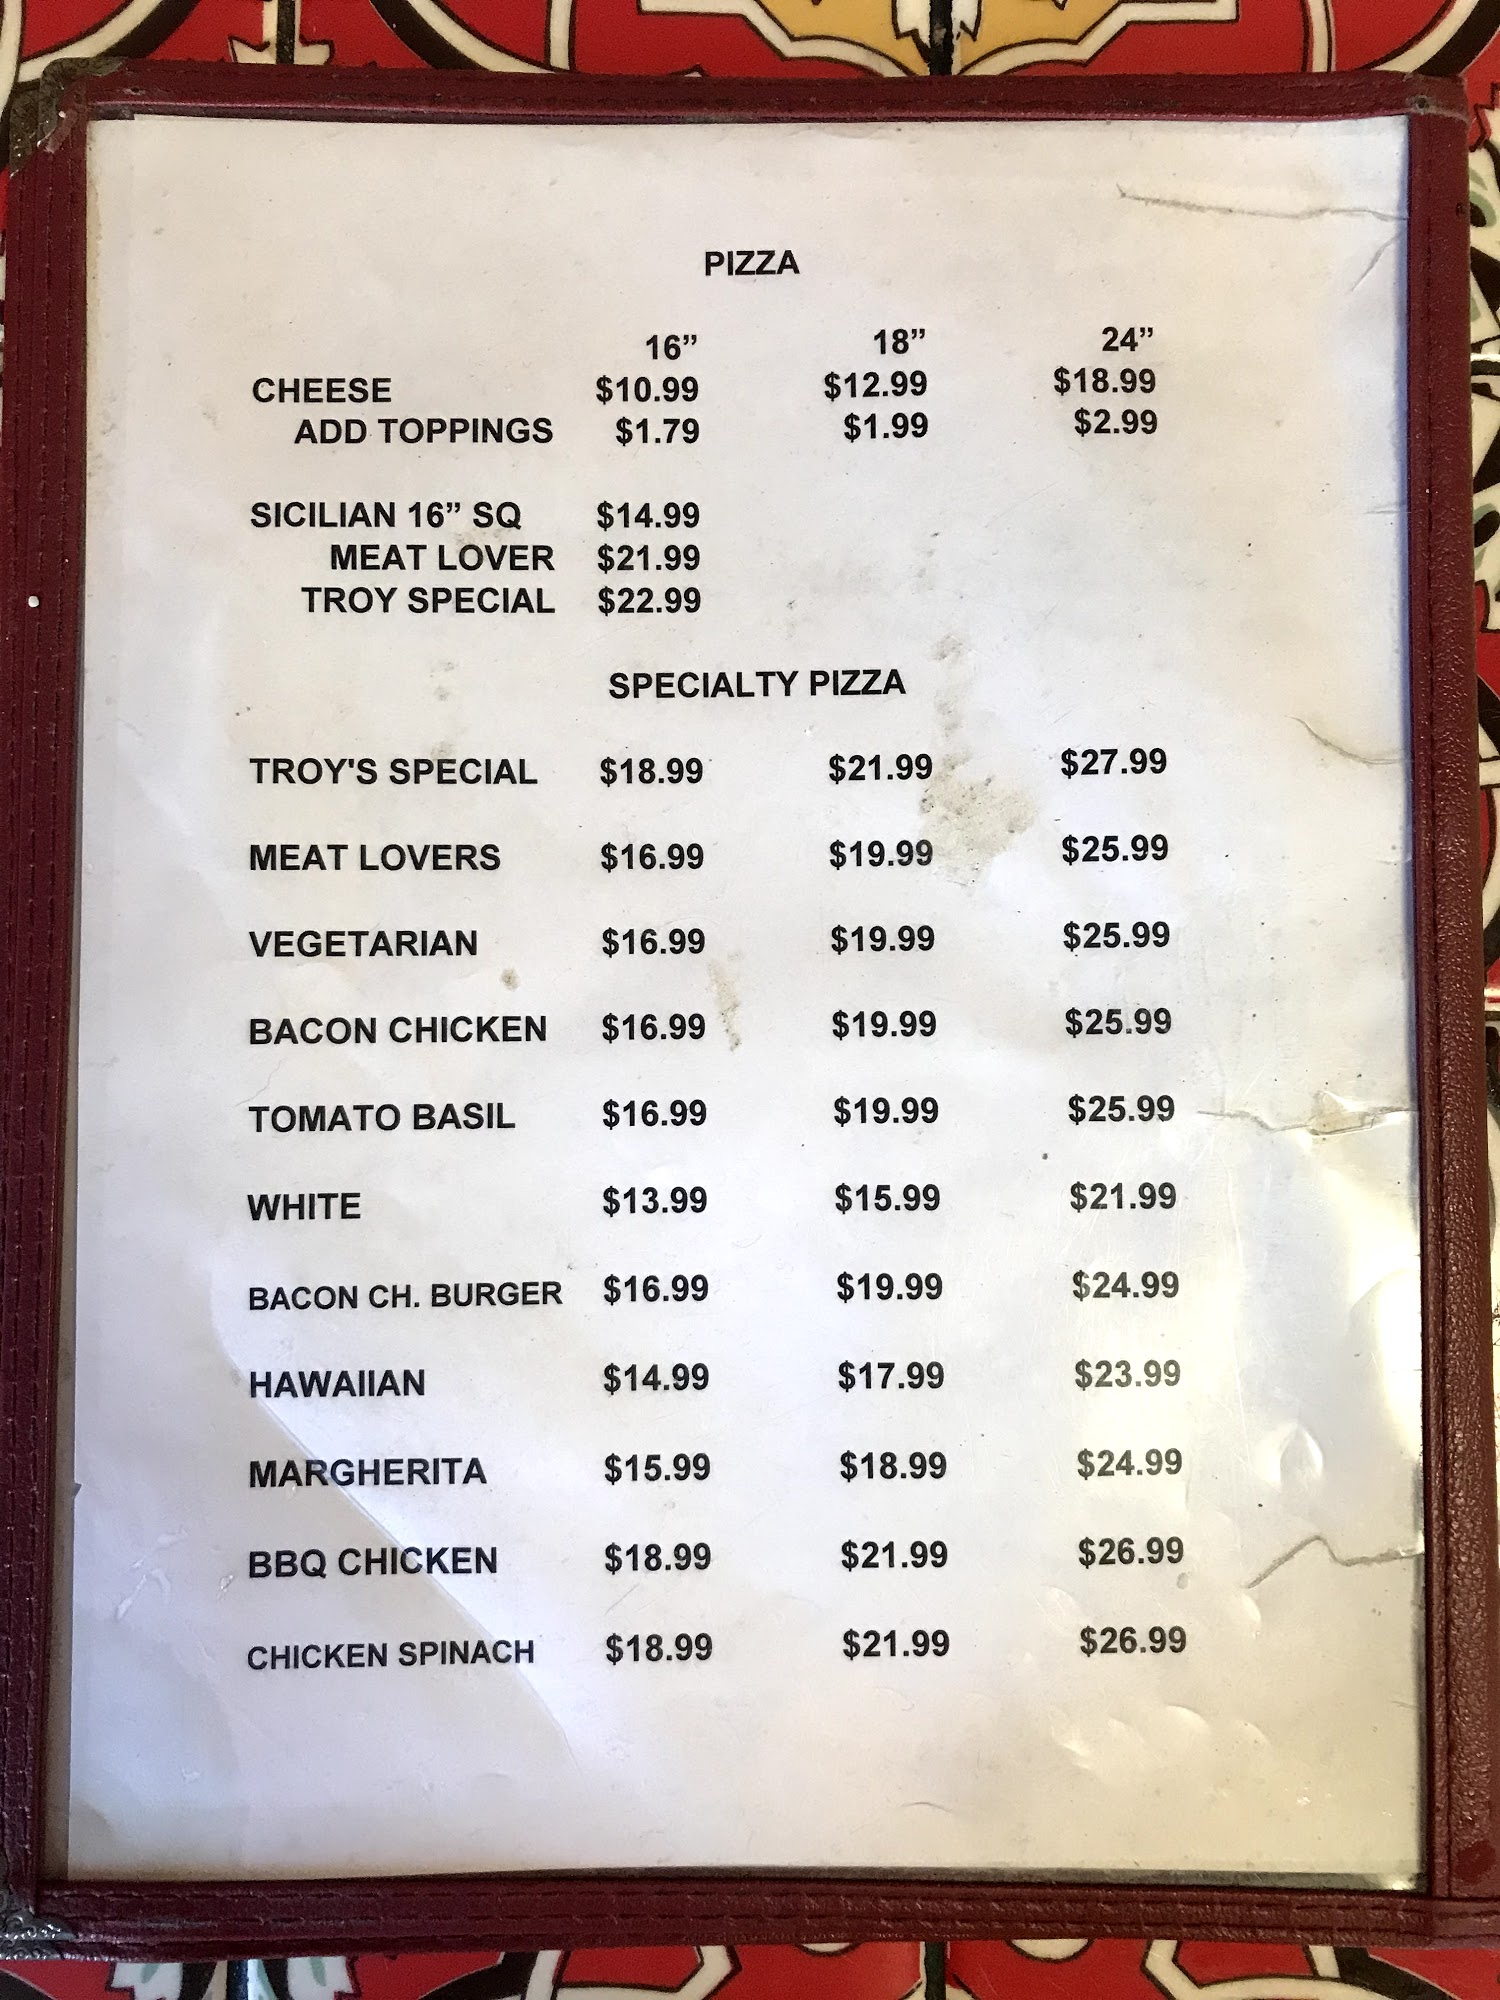 PIZZA
16” 18” 24”
CHEESE $10.99 $12.99 $18.99
ADD TOPPINGS $1.79 $1.99 $2.99
SICILIAN 16” SQ $14.99
MEAT LOVER $21.99
TROY SPECIAL $22.99
SPECIALTY PIZZA
TROY'S SPECIAL $18.99 $21.99 $27.99
MEAT LOVERS $16.99 $19.99 $25.99
VEGETARIAN $16.99 $19.99 $25.99
BACON CHICKEN $16.99 $19.99 $25.99
TOMATO BASIL $16.99 $19.99 $25.99
WHITE $13.99 $15.99 $21.99
BACON CH. BURGER $16.99 $19.99 $24.99
HAWAIIAN $14.99 $17.99 $23.99
MARGHERITA $15.99 $18.99 $24.99
BBQ CHICKEN $18.99 $21.99 $26.99
CHICKEN SPINACH $18.99 $21.99 $26.99